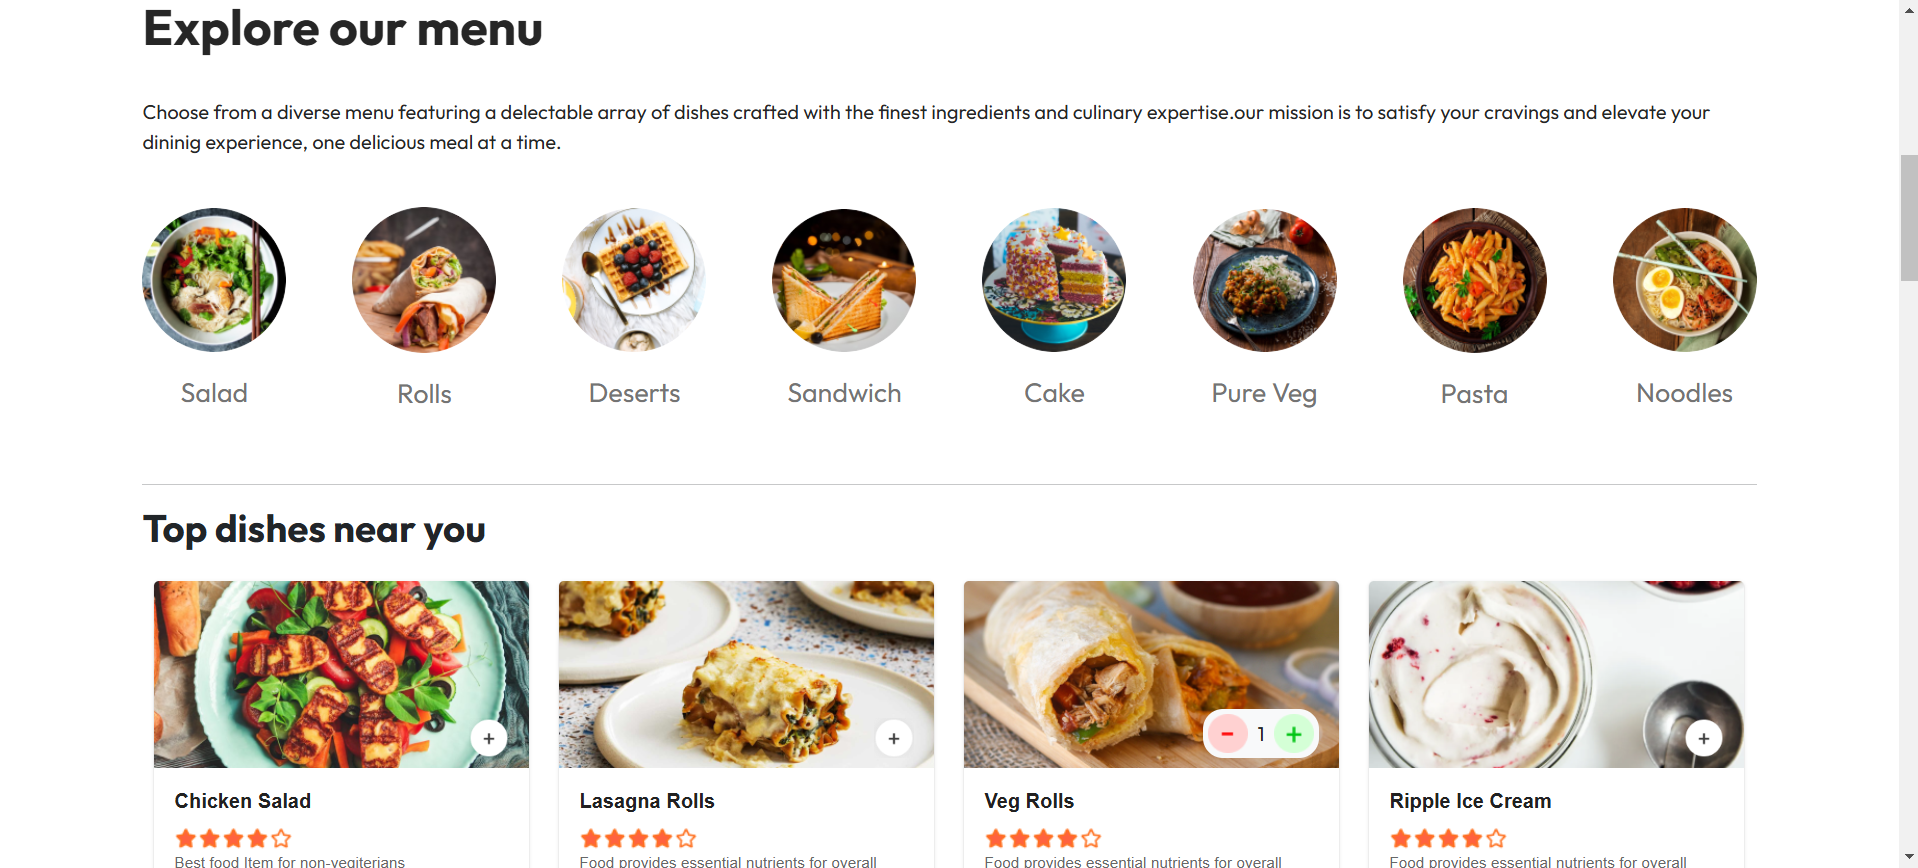 Explore our menu
Choose from a diverse menu featuring a delectable array of dishes crafted with the finest ingredients and culinary expertise.our mission is to satisfy your cravings and elevate your
dininig experience, one delicious meal at a time.
Salad
Rolls
Deserts
Sandwich
Cake
Pure Veg
Pasta
Noodles
Top dishes near you
+
+
- 1 +
+
Chicken Salad
Lasagna Rolls
Veg Rolls
Ripple Ice Cream
Best food Item for non-vegiterians
Food provides essential nutrients for overall
Food provides essential nutrients for overall
Food provides essential nutrients for overall